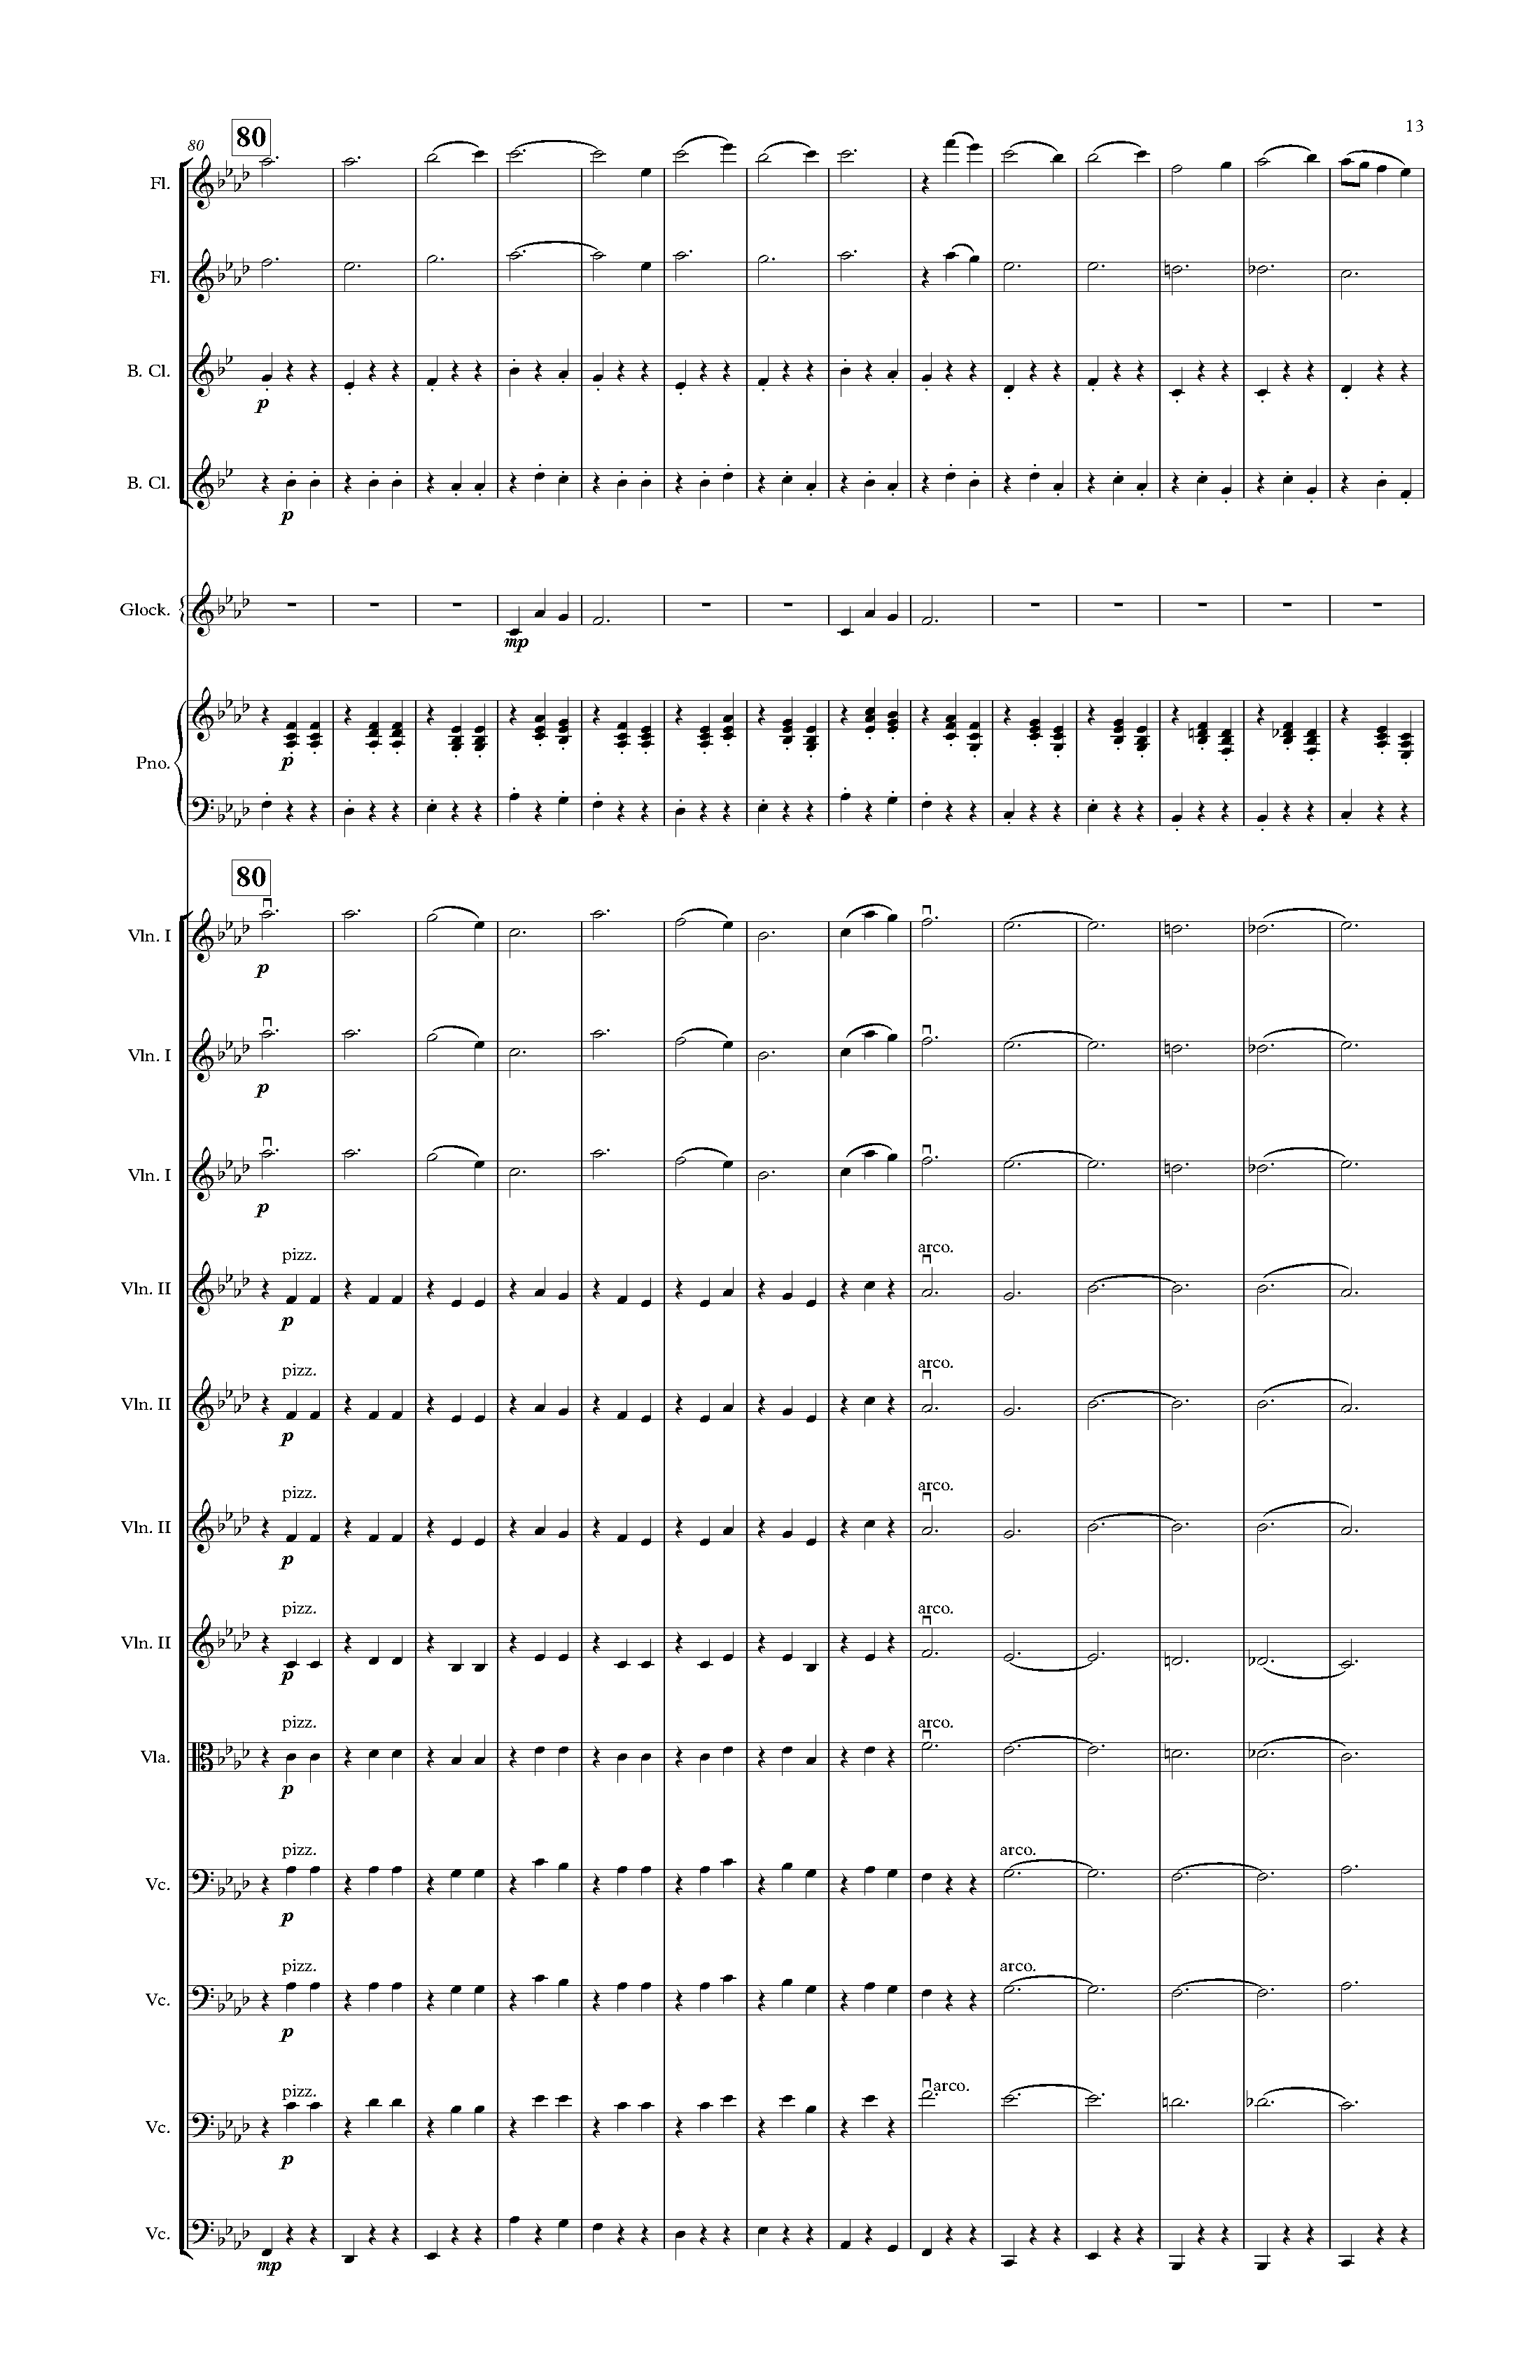 13
80
80
Fl.
Fl.
B. Cl.
p
B. Cl.
p
Glock.
mp
Pno.
p
80
Vln. I
p
Vln. I
p
Vln. I
p
pizz. arco.
Vln. II
p
pizz. arco.
Vln. II
p
pizz. arco.
Vln. II
p
pizz. arco.
Vln. II
p
pizz. arco.
Vla.
p
pizz. arco.
Vc.
p
pizz. arco.
Vc.
p
pizz. arco.
Vc.
p
Vc.
mp